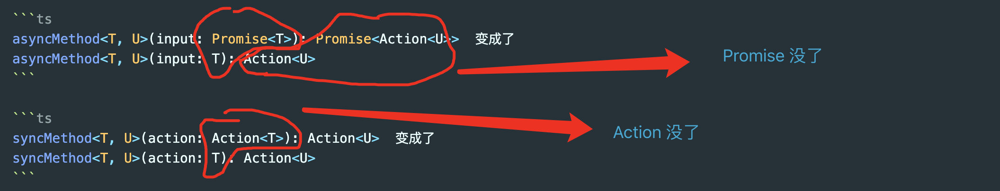 ```ts
asyncMethod<T, U>(input: Promise<T>): Promise<Action<U>> 变成了
asyncMethod<T, U>(input: T): Action<U>
```
Promise 没了
```ts
syncMethod<T, U>(action: Action<T>): Action<U> 变成了
syncMethod<T, U>(action: T): Action<U>
```
Action 没了